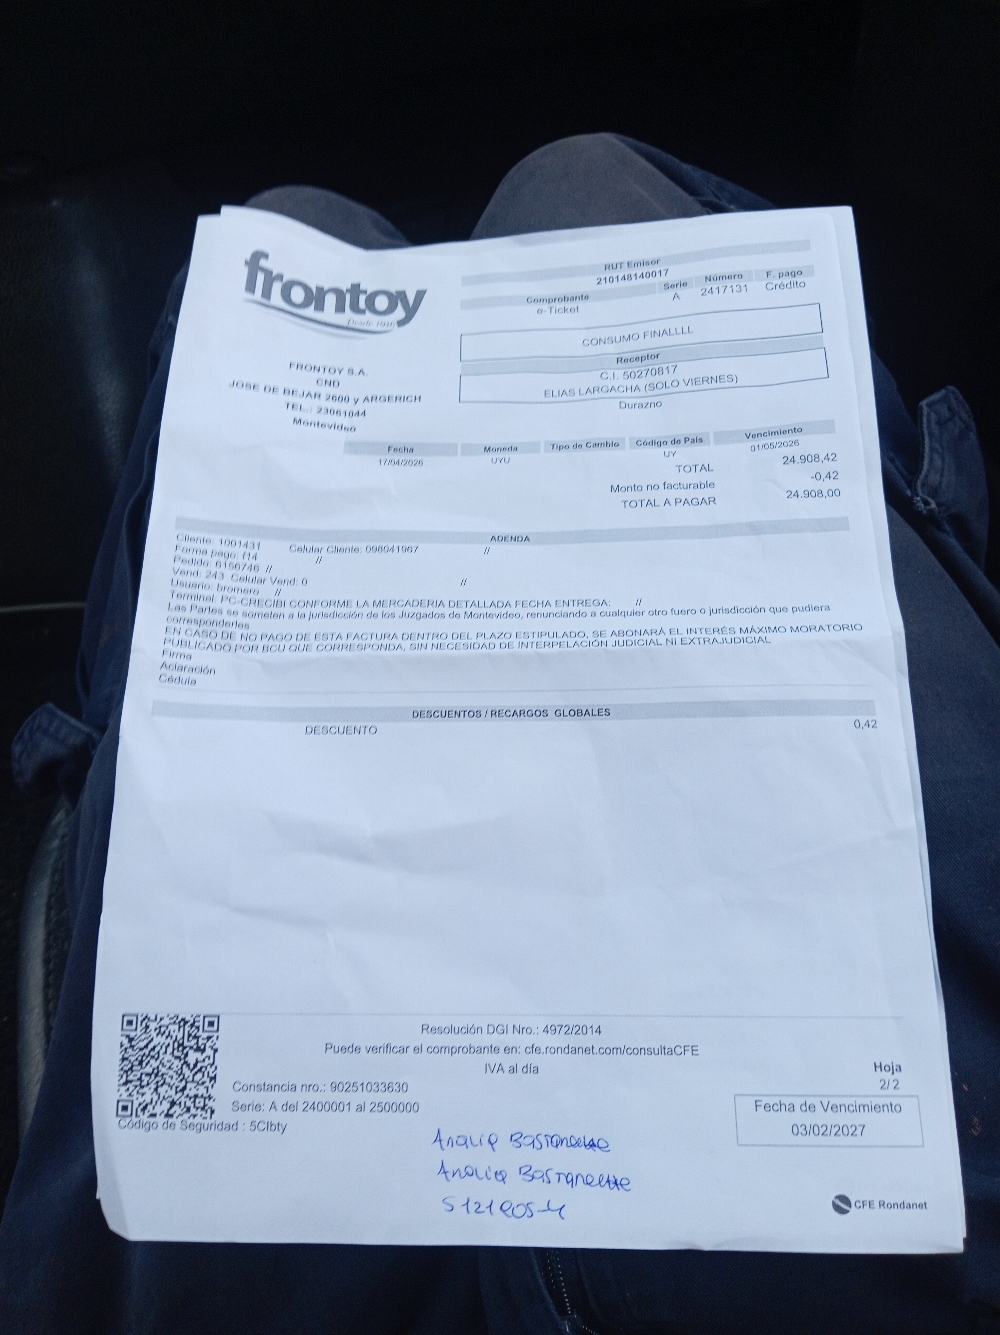 frontoy
Desde 1916
FRONTOY S.A.
CND
JOSE DE BEJAR 2600 y ARGERICH
TEL.: 23061044
Montevideo
RUT Emisor
210148140017
Comprobante Serie Número F. pago
e-Ticket A 2417131 Crédito
CONSUMO FINALLLL
Receptor
C.I. 50270817
ELIAS LARGACHA (SOLO VIERNES)
Durazno
Fecha Moneda Tipo de Cambio Código de País Vencimiento
17/04/2026 UYU UY 01/05/2026
TOTAL 24.908,42
Monto no facturable -0,42
TOTAL A PAGAR 24.908,00
ADENDA
Cliente: 1001431 Celular Cliente: 098041967 //
Forma pago: f14 //
Pedido: 6156746 //
Vend: 243 Celular Vend: 0 //
Usuario: bromero //
Terminal: PC-CRECIBI CONFORME LA MERCADERIA DETALLADA FECHA ENTREGA: //
Las Partes se someten a la jurisdicción de los Juzgados de Montevideo, renunciando a cualquier otro fuero o jurisdicción que pudiera
corresponderles
EN CASO DE NO PAGO DE ESTA FACTURA DENTRO DEL PLAZO ESTIPULADO, SE ABONARÁ EL INTERÉS MÁXIMO MORATORIO
PUBLICADO POR BCU QUE CORRESPONDA, SIN NECESIDAD DE INTERPELACIÓN JUDICIAL NI EXTRAJUDICIAL
Firma
Aclaración
Cédula
DESCUENTOS / RECARGOS GLOBALES
DESCUENTO 0,42
Resolución DGI Nro.: 4972/2014
Puede verificar el comprobante en: cfe.rondanet.com/consultaCFE
IVA al día
Constancia nro.: 90251033630
Serie: A del 2400001 al 2500000
Código de Seguridad : 5Clbty
Hoja
2/ 2
Fecha de Vencimiento
03/02/2027
CFE Rondanet